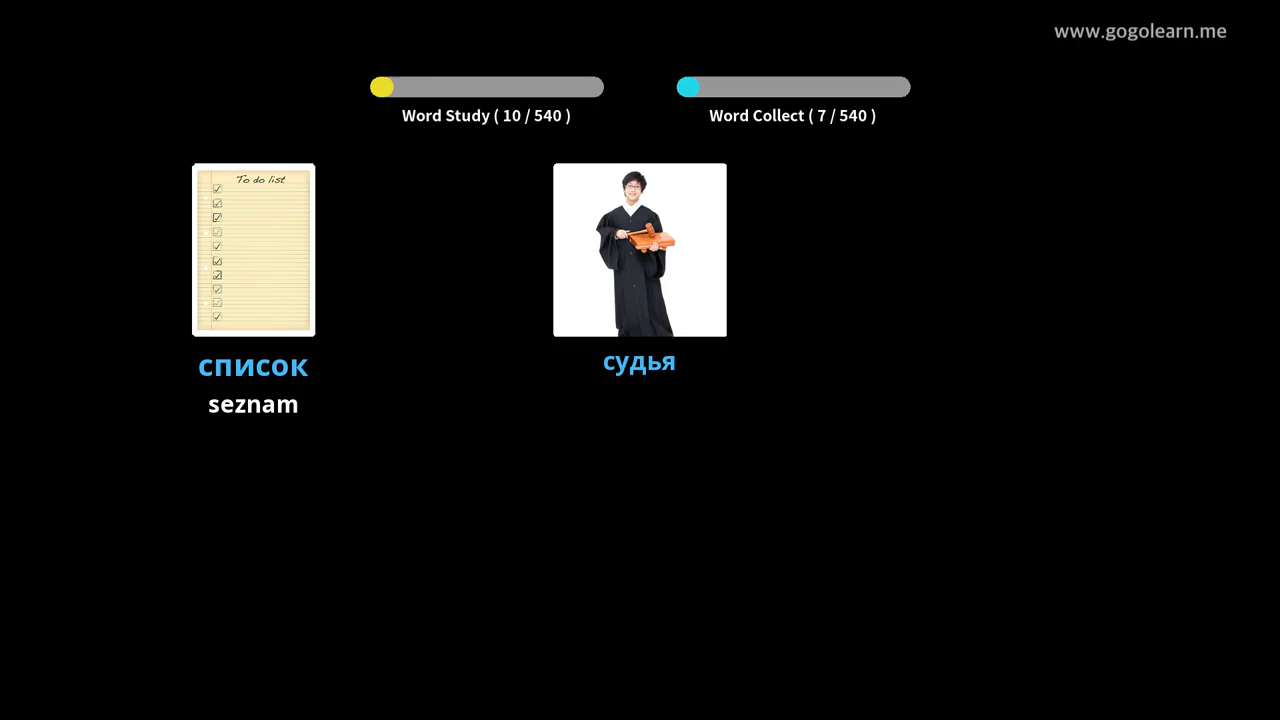 www.gogolearn.me
Word Study ( 10 / 540 )
Word Collect ( 7 / 540 )
To do list
список
seznam
судья